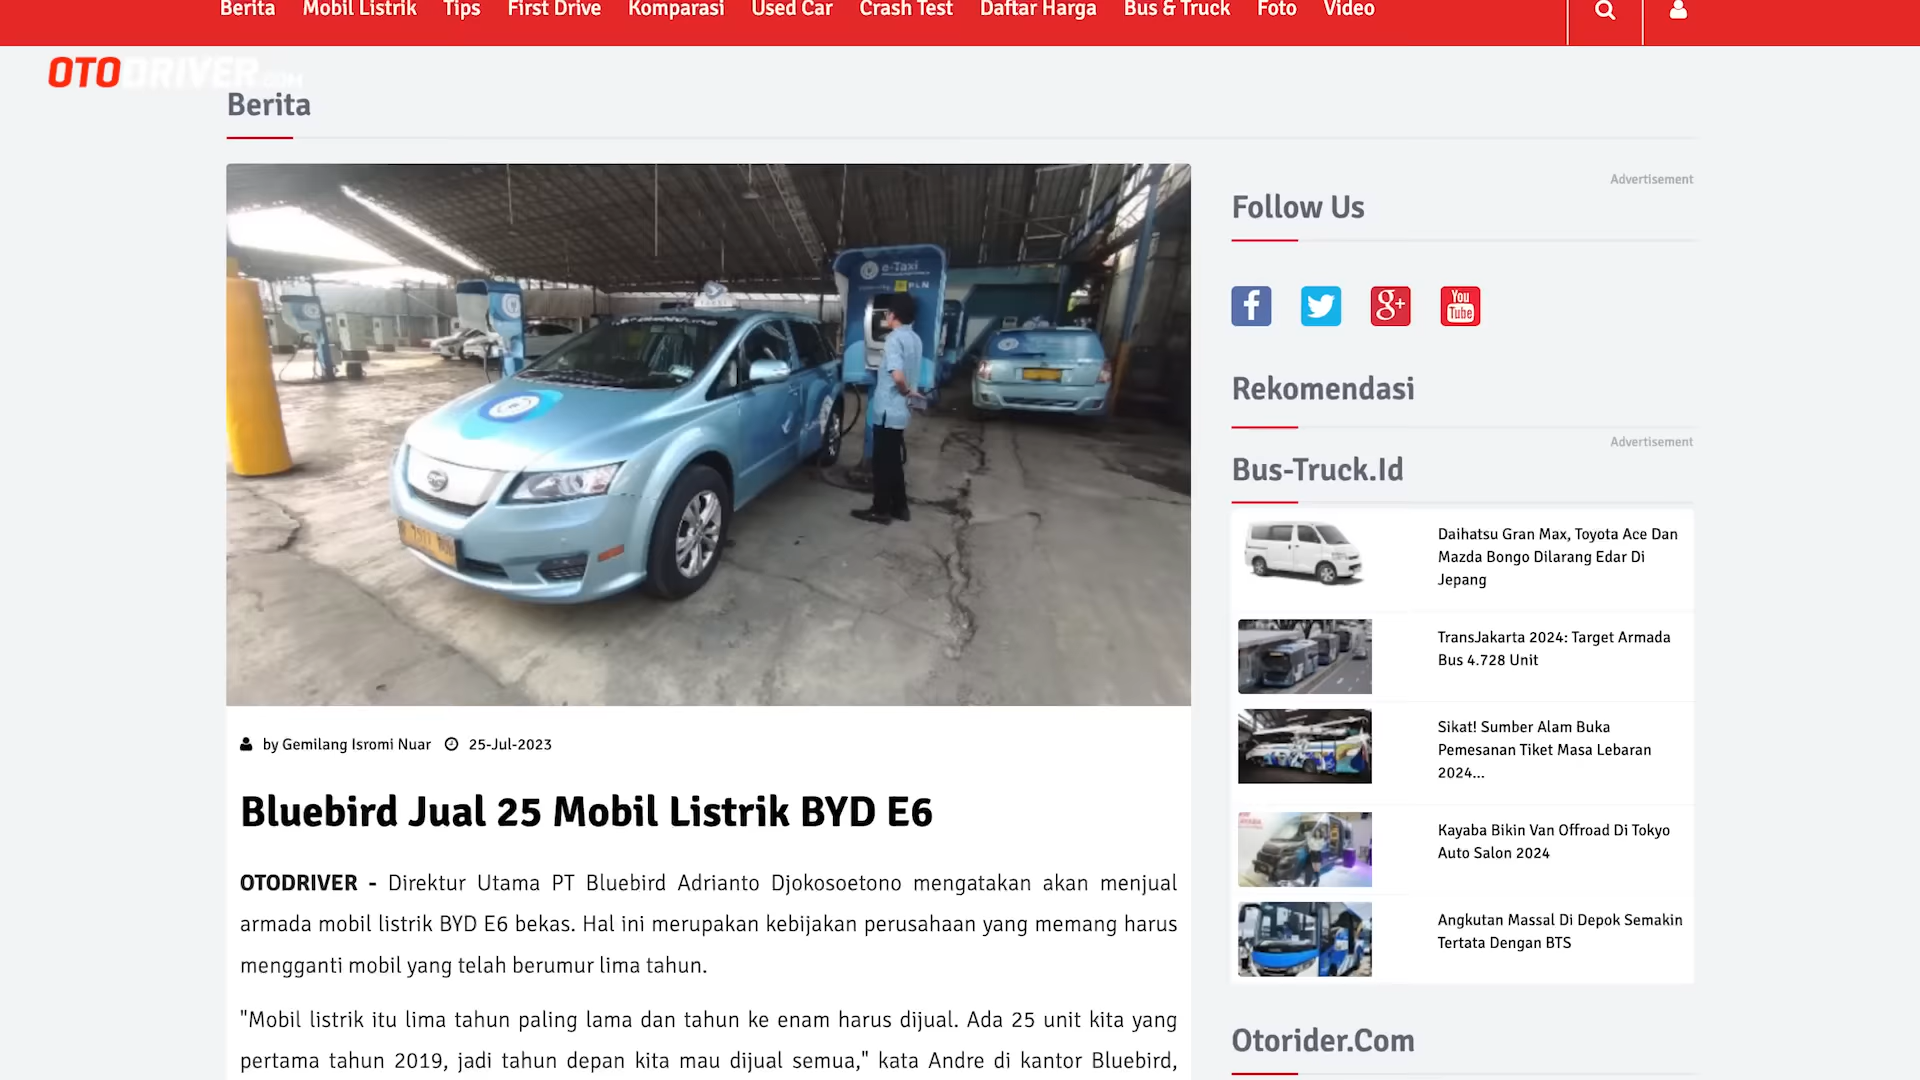 Berita Mobil Listrik Tips First Drive Komparasi Used Car Crash Test Daftar Harga Bus & Truck Foto Video
OTODRIVER.COM
Berita
e-Taxi
PLN
TAXI
BYD
by Gemilang Isromi Nuar 25-Jul-2023
Bluebird Jual 25 Mobil Listrik BYD E6
OTODRIVER - Direktur Utama PT Bluebird Adrianto Djokosoetono mengatakan akan menjual
armada mobil listrik BYD E6 bekas. Hal ini merupakan kebijakan perusahaan yang memang harus
mengganti mobil yang telah berumur lima tahun.
"Mobil listrik itu lima tahun paling lama dan tahun ke enam harus dijual. Ada 25 unit kita yang
pertama tahun 2019, jadi tahun depan kita mau dijual semua," kata Andre di kantor Bluebird,
Advertisement
Follow Us
f
g+
You
Tube
Rekomendasi
Advertisement
Bus-Truck.Id
Daihatsu Gran Max, Toyota Ace Dan
Mazda Bongo Dilarang Edar Di
Jepang
TransJakarta 2024: Target Armada
Bus 4.728 Unit
Sikat! Sumber Alam Buka
Pemesanan Tiket Masa Lebaran
2024...
Kayaba Bikin Van Offroad Di Tokyo
Auto Salon 2024
Angkutan Massal Di Depok Semakin
Tertata Dengan BTS
Otorider.Com